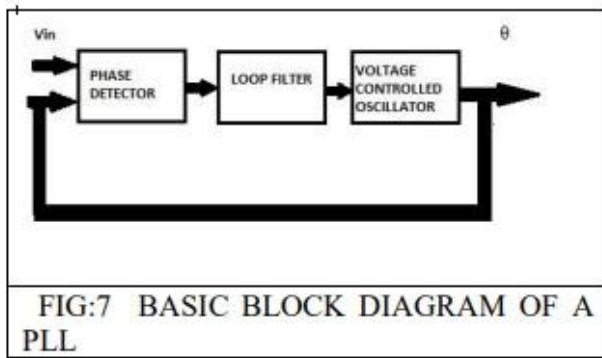 Vin
θ
PHASE
DETECTOR
LOOP FILTER
VOLTAGE
CONTROLLED
OSCILLATOR
FIG:7 BASIC BLOCK DIAGRAM OF A
PLL